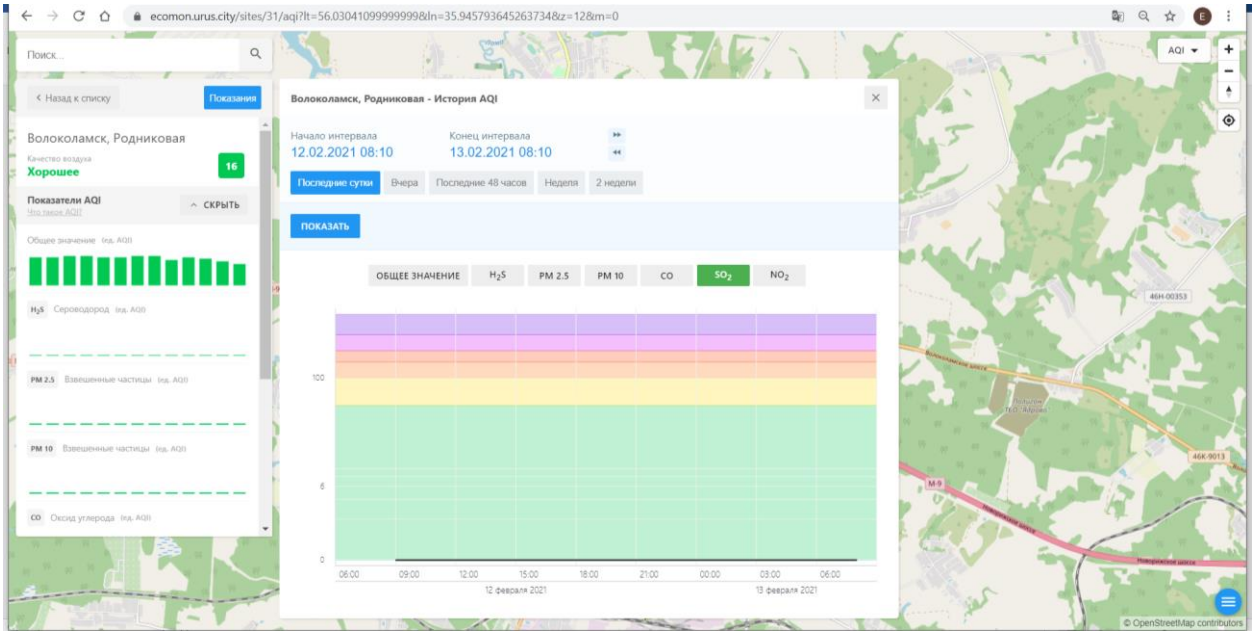 ecomon.urus.city/sites/31/aqi?lt=56.03041099999999&ln=35.945793645263734&z=12&m=0
E
Поиск...
AQI
Назад к списку
Показания
Волоколамск, Родниковая
Качество воздуха
Хорошее
16
Показатели AQI
Что такое AQI?
СКРЫТЬ
Общее значение (ед. AQI)
H₂S Сероводород (ед. AQI)
PM 2.5 Взвешенные частицы (ед. AQI)
PM 10 Взвешенные частицы (ед. AQI)
CO Оксид углерода (ед. AQI)
Волоколамск, Родниковая - История AQI
Начало интервала Конец интервала
12.02.2021 08:10 13.02.2021 08:10
Последние сутки Вчера Последние 48 часов Неделя 2 недели
ПОКАЗАТЬ
ОБЩЕЕ ЗНАЧЕНИЕ H₂S PM 2.5 PM 10 CO SO₂ NO₂
100
6
0
06:00 09:00 12:00 15:00 18:00 21:00 00:00 03:00 06:00
12 февраля 2021 13 февраля 2021
46Н-00353
Волоколамское шоссе
ТКО
46К-9013
М-9
Новорижское шоссе
Новорижское шоссе
© OpenStreetMap contributors